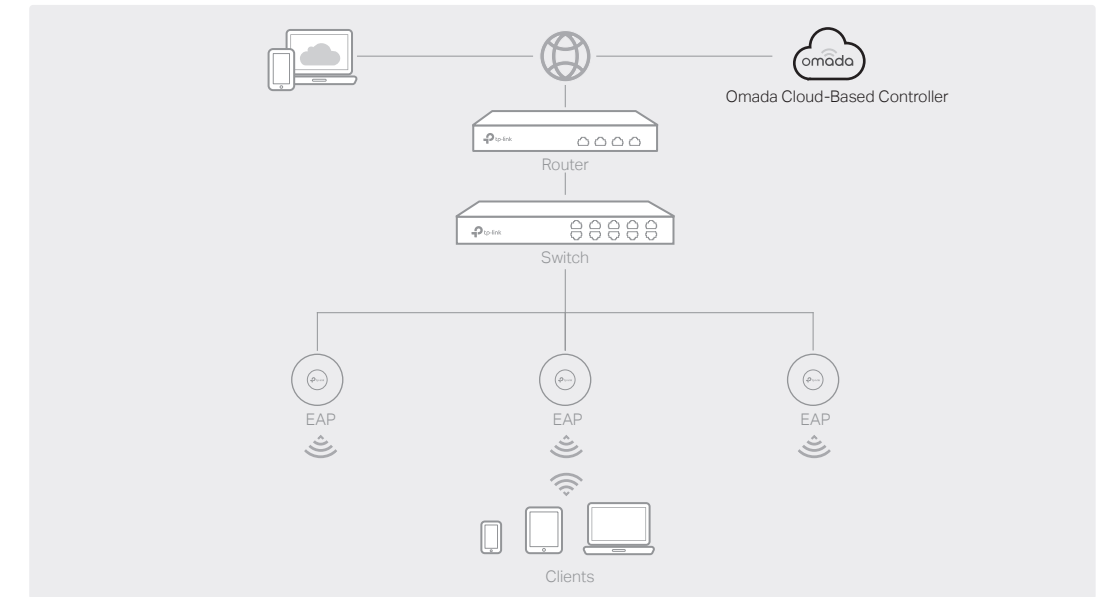 omada
Omada Cloud-Based Controller
tp-link
Router
tp-link
Switch
EAP
EAP
EAP
Clients